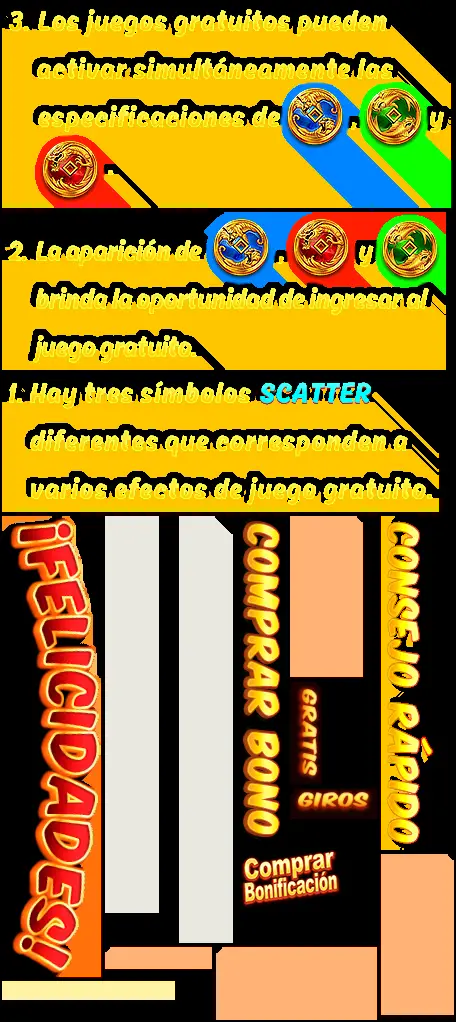 3. Los juegos gratuitos pueden
activar simultáneamente las
especificaciones de , y
.
2. La aparición de , y
brinda la oportunidad de ingresar al
juego gratuito.
1. Hay tres símbolos SCATTER
diferentes que corresponden a
varios efectos de juego gratuito.
¡FELICIDADES!
COMPRAR BONO
GRATIS
GIROS
CONSEJO RÁPIDO
Comprar
Bonificación